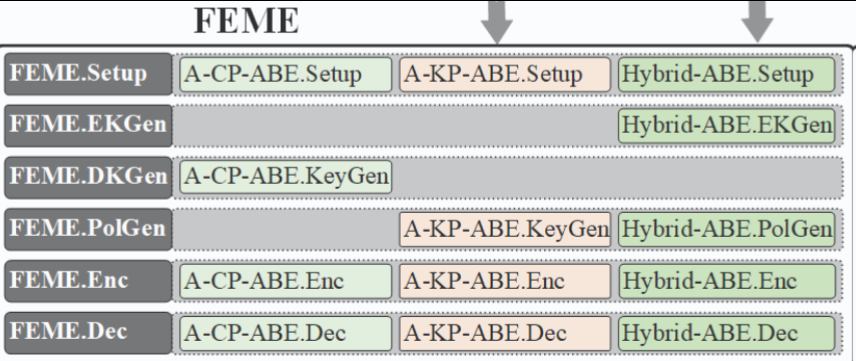 FEME
FEME.Setup A-CP-ABE.Setup A-KP-ABE.Setup Hybrid-ABE.Setup
FEME.EKGen Hybrid-ABE.EKGen
FEME.DKGen A-CP-ABE.KeyGen
FEME.PolGen A-KP-ABE.KeyGen Hybrid-ABE.PolGen
FEME.Enc A-CP-ABE.Enc A-KP-ABE.Enc Hybrid-ABE.Enc
FEME.Dec A-CP-ABE.Dec A-KP-ABE.Dec Hybrid-ABE.Dec